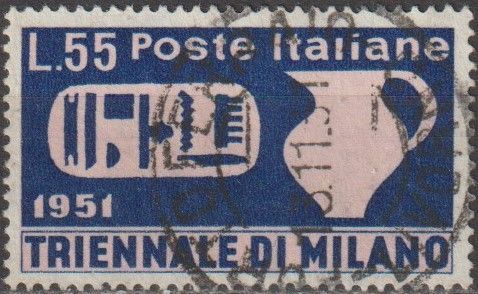 L.55 Poste Italiane
1951
TRIENNALE DI MILANO